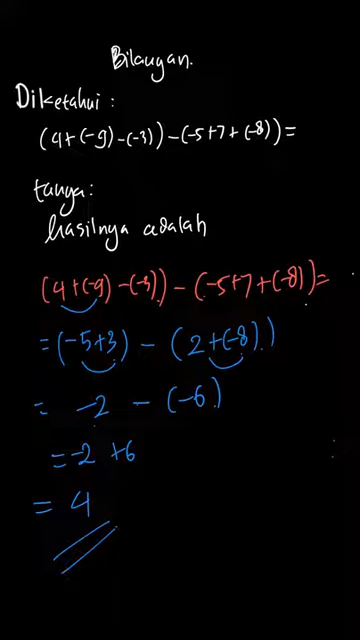 Bilangan.
Diketahui :
(4+(-9) -(-3)) - (-5+7+(-8)) =
tanya:
hasilnya adalah
(4+(-9) -(-3)) - (-5+7+(-8)) =
= (-5+3) - (2+(-8))
= -2 - (-6)
= -2 +6
= 4